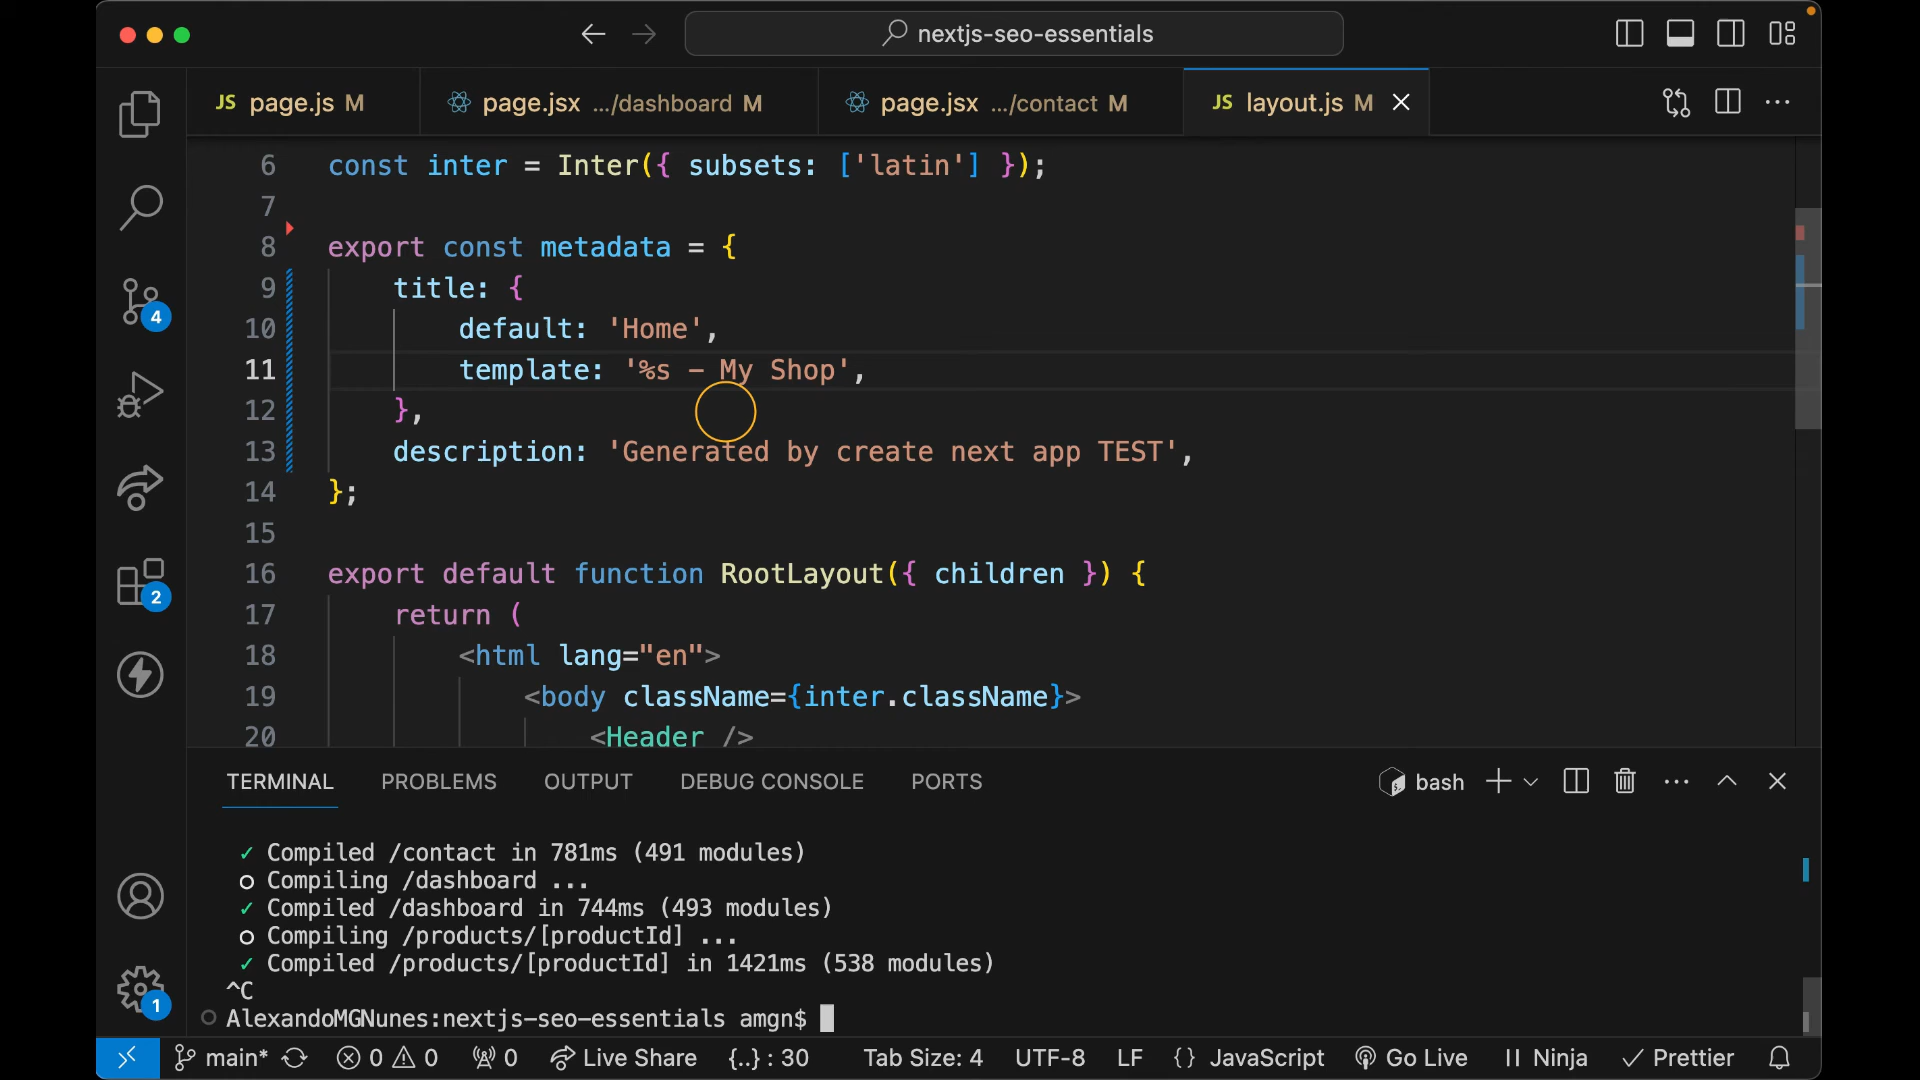 nextjs-seo-essentials
JS page.js M
page.jsx .../dashboard M
page.jsx .../contact M
JS layout.js M
6 const inter = Inter({ subsets: ['latin'] });
7
8 export const metadata = {
9 title: {
10 default: 'Home',
11 template: '%s - My Shop',
12 },
13 description: 'Generated by create next app TEST',
14 };
15
16 export default function RootLayout({ children }) {
17 return (
18 <html lang="en">
19 <body className={inter.className}>
20 <Header />
4
2
1
TERMINAL PROBLEMS OUTPUT DEBUG CONSOLE PORTS
bash
✓ Compiled /contact in 781ms (491 modules)
○ Compiling /dashboard ...
✓ Compiled /dashboard in 744ms (493 modules)
○ Compiling /products/[productId] ...
✓ Compiled /products/[productId] in 1421ms (538 modules)
^C
AlexandoMGNunes:nextjs-seo-essentials amgn$
main* 0 0 0 Live Share {..} : 30 Tab Size: 4 UTF-8 LF {} JavaScript Go Live Ninja Prettier